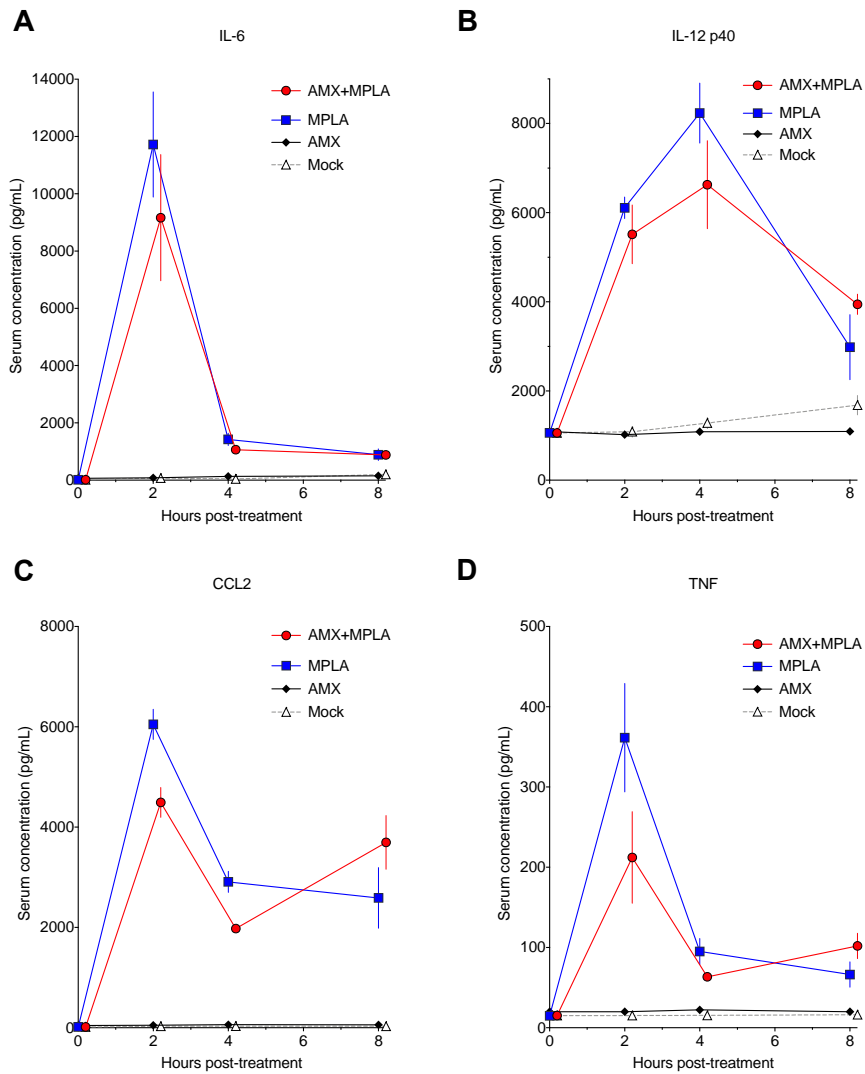 A
IL-6
14000
12000
10000
8000
6000
4000
2000
0
Serum concentration (pg/mL)
AMX+MPLA
MPLA
AMX
Mock
0 2 4 6 8
Hours post-treatment
B
IL-12 p40
8000
6000
4000
2000
0
Serum concentration (pg/mL)
AMX+MPLA
MPLA
AMX
Mock
0 2 4 6 8
Hours post-treatment
C
CCL2
8000
6000
4000
2000
0
Serum concentration (pg/mL)
AMX+MPLA
MPLA
AMX
Mock
0 2 4 6 8
Hours post-treatment
D
TNF
500
400
300
200
100
0
Serum concentration (pg/mL)
AMX+MPLA
MPLA
AMX
Mock
0 2 4 6 8
Hours post-treatment